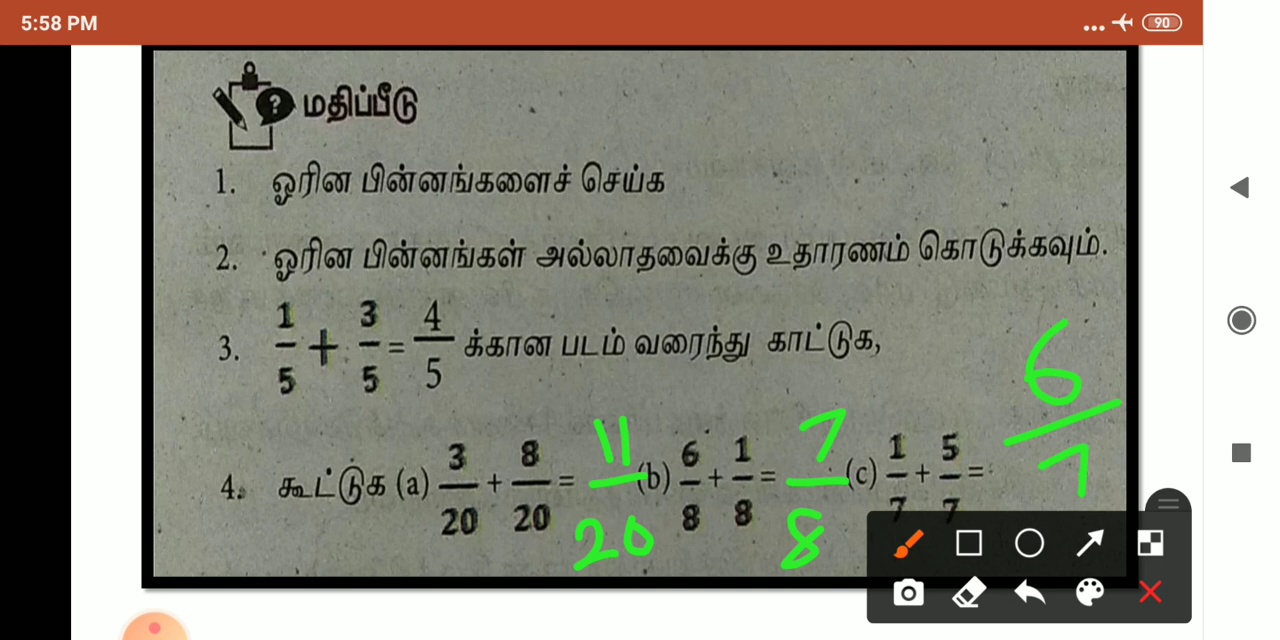 5:58 PM
90
மதிப்பீடு
1. ஓரின பின்னங்களைச் செய்க
2. ஓரின பின்னங்கள் அல்லாதவைக்கு உதாரணம் கொடுக்கவும்.
3. 1/5 + 3/5 = 4/5 க்கான படம் வரைந்து காட்டுக,
4. கூட்டுக (a) 3/20 + 8/20 = 11/20 (b) 6/8 + 1/8 = 7/8 (c) 1/7 + 5/7 = 6/7